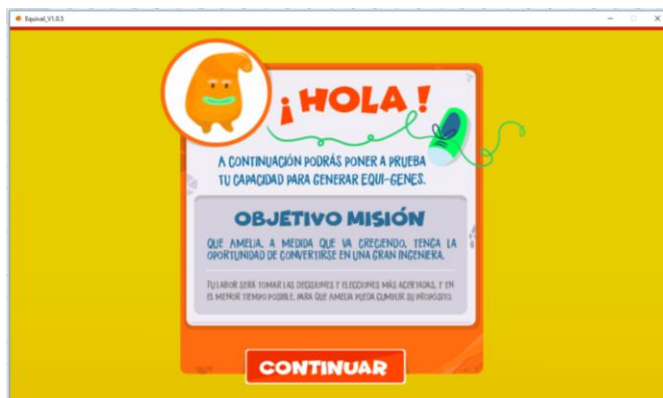 Equival_V1.0.3
¡HOLA!
A CONTINUACIÓN PODRÁS PONER A PRUEBA
TU CAPACIDAD PARA GENERAR EQUI-GENES.
OBJETIVO MISIÓN
QUE AMELIA, A MEDIDA QUE VA CRECIENDO, TENGA LA
OPORTUNIDAD DE CONVERTIRSE EN UNA GRAN INGENIERA.
TU LABOR SERÁ TOMAR LAS DECISIONES Y ELECCIONES MÁS ACERTADAS, Y EN
EL MENOR TIEMPO POSIBLE, PARA QUE AMELIA PUEDA CUMPLIR SU PROPÓSITO.
CONTINUAR